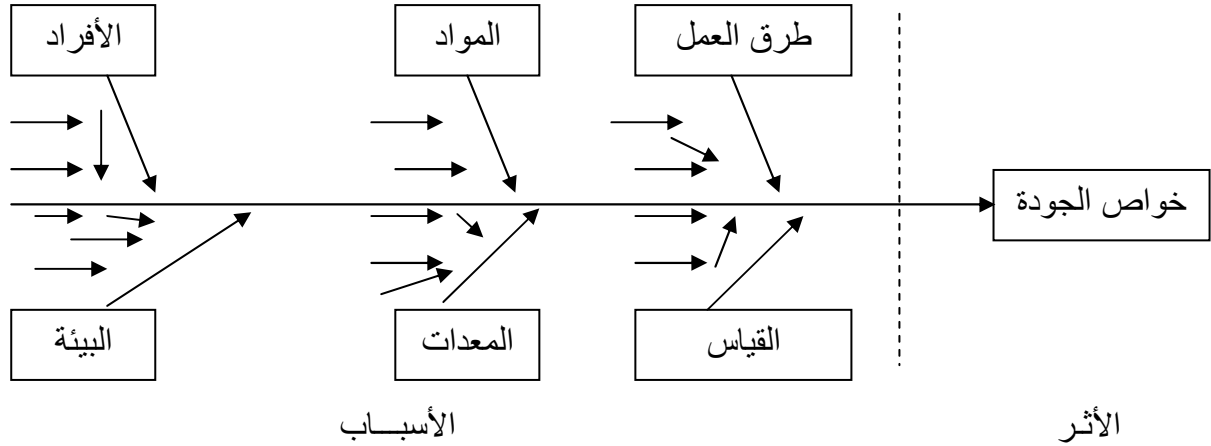 طرق العمل
المواد
الأفراد
خواص الجودة
القياس
المعدات
البيئة
الأثـر
الأسبـــاب